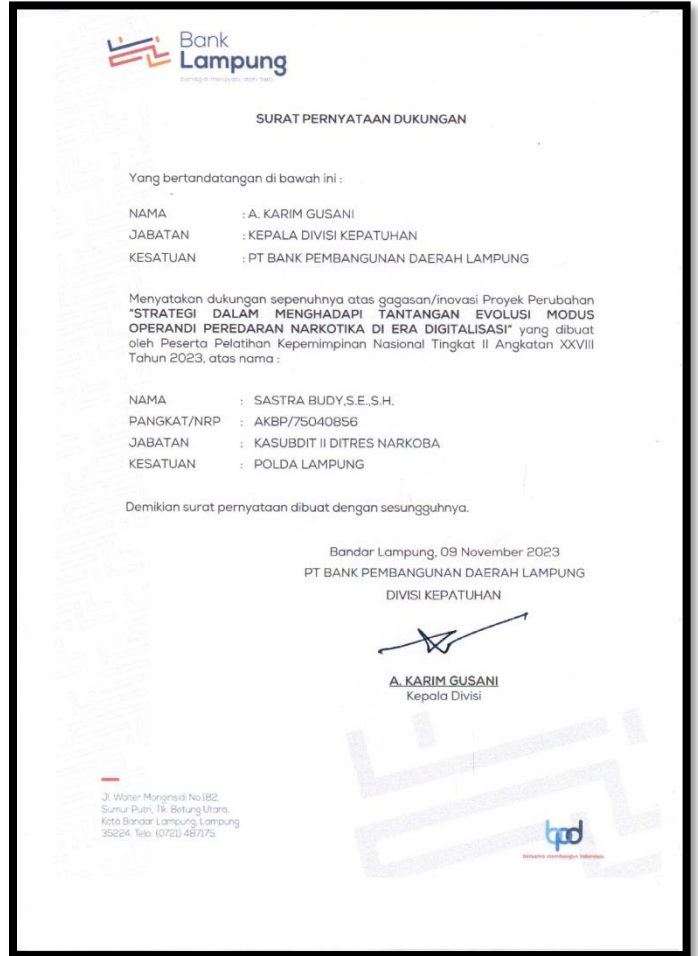 Bank
Lampung
SURAT PERNYATAAN DUKUNGAN
Yang bertandatangan di bawah ini :
NAMA : A. KARIM GUSANI
JABATAN : KEPALA DIVISI KEPATUHAN
KESATUAN : PT BANK PEMBANGUNAN DAERAH LAMPUNG
Menyatakan dukungan sepenuhnya atas gagasan/inovasi Proyek Perubahan
"STRATEGI DALAM MENGHADAPI TANTANGAN EVOLUSI MODUS
OPERANDI PEREDARAN NARKOTIKA DI ERA DIGITALISASI" yang dibuat
oleh Peserta Pelatihan Kepemimpinan Nasional Tingkat II Angkatan XXVIII
Tahun 2023, atas nama :
NAMA : SASTRA BUDY,S.E.,S.H.
PANGKAT/NRP : AKBP/75040856
JABATAN : KASUBDIT II DITRES NARKOBA
KESATUAN : POLDA LAMPUNG
Demikian surat pernyataan dibuat dengan sesungguhnya.
Bandar Lampung, 09 November 2023
PT BANK PEMBANGUNAN DAERAH LAMPUNG
DIVISI KEPATUHAN
A. KARIM GUSANI
Kepala Divisi
Jl. Wolter Monginsidi No.182,
Sumur Putri, Tlk. Betung Utara,
Kota Bandar Lampung, Lampung
35224. Telp. (0721) 487175
bpd